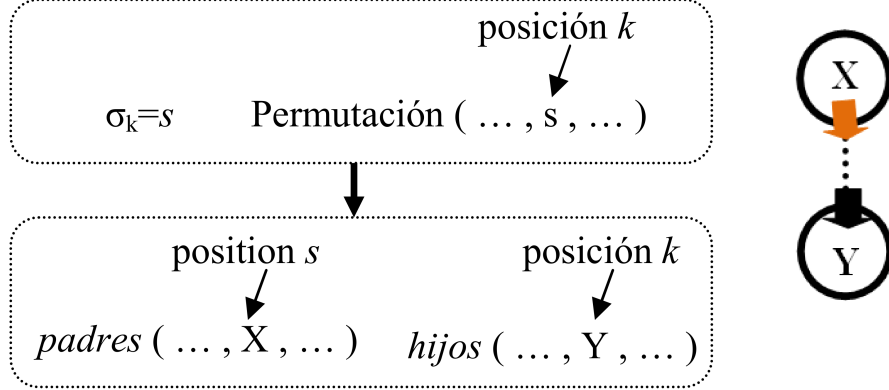 posición k
σk=s Permutación ( … , s , … )
position s posición k
padres ( … , X , … ) hijos ( … , Y , … )
X
Y